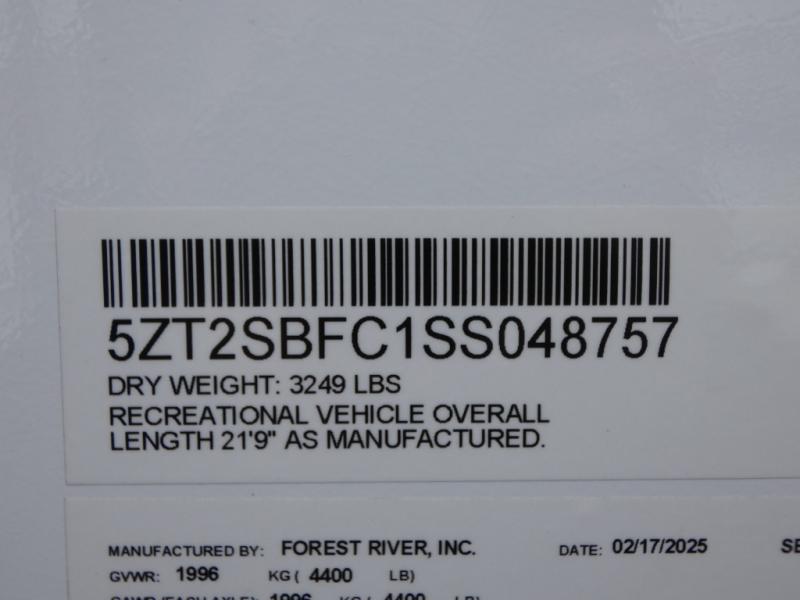 5ZT2SBFC1SS048757
DRY WEIGHT: 3249 LBS
RECREATIONAL VEHICLE OVERALL
LENGTH 21'9" AS MANUFACTURED.
MANUFACTURED BY: FOREST RIVER, INC. DATE: 02/17/2025
GVWR: 1996 KG ( 4400 LB)